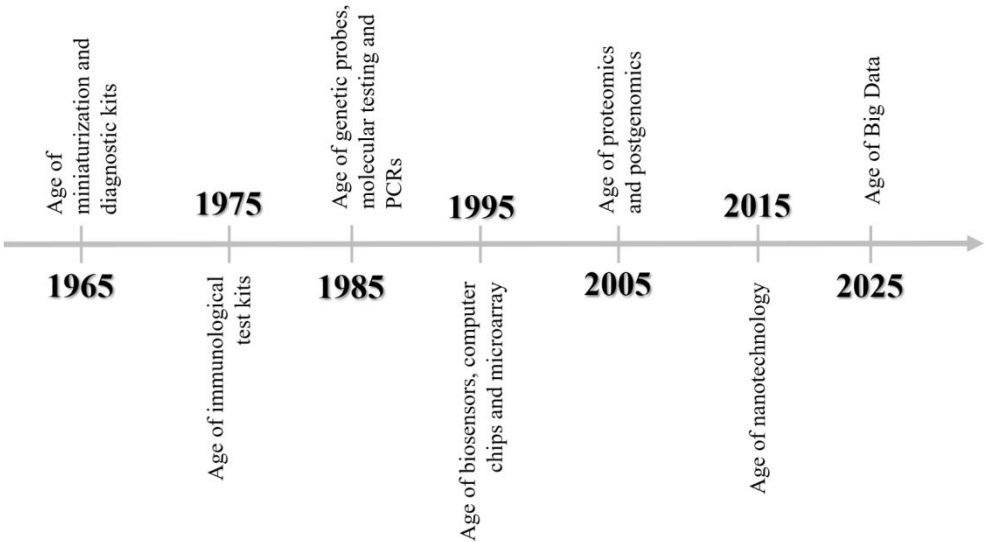 Age of
miniaturization and
diagnostic kits
1965
1975
Age of immunological
test kits
Age of genetic probes,
molecular testing and
PCRs
1985
1995
Age of biosensors, computer
chips and microarray
Age of proteomics
and postgenomics
2005
2015
Age of nanotechnology
Age of Big Data
2025